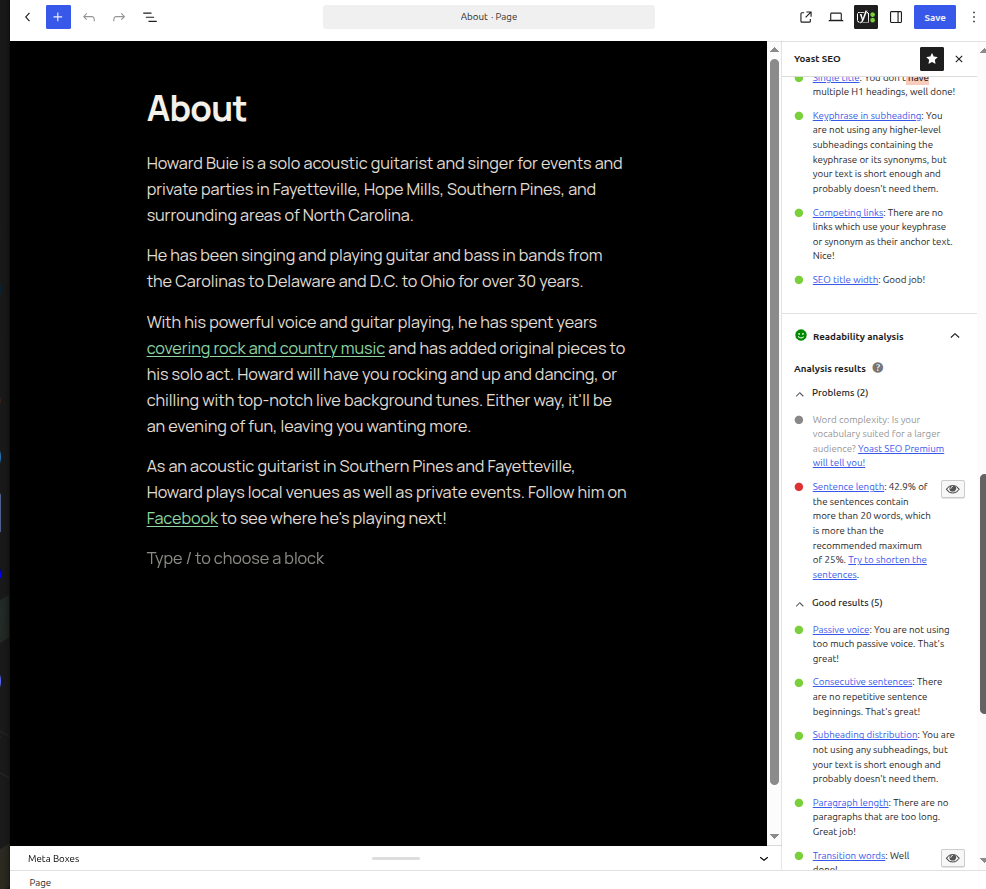 About · Page
Save
About
Howard Buie is a solo acoustic guitarist and singer for events and
private parties in Fayetteville, Hope Mills, Southern Pines, and
surrounding areas of North Carolina.
He has been singing and playing guitar and bass in bands from
the Carolinas to Delaware and D.C. to Ohio for over 30 years.
With his powerful voice and guitar playing, he has spent years
covering rock and country music and has added original pieces to
his solo act. Howard will have you rocking and up and dancing, or
chilling with top-notch live background tunes. Either way, it'll be
an evening of fun, leaving you wanting more.
As an acoustic guitarist in Southern Pines and Fayetteville,
Howard plays local venues as well as private events. Follow him on
Facebook to see where he's playing next!
Type / to choose a block
Yoast SEO
Single title: You don't have
multiple H1 headings, well done!
Keyphrase in subheading: You
are not using any higher-level
subheadings containing the
keyphrase or its synonyms, but
your text is short enough and
probably doesn't need them.
Competing links: There are no
links which use your keyphrase
or synonym as their anchor text.
Nice!
SEO title width: Good job!
Readability analysis
Analysis results ?
Problems (2)
Word complexity: Is your
vocabulary suited for a larger
audience? Yoast SEO Premium
will tell you!
Sentence length: 42.9% of
the sentences contain
more than 20 words, which
is more than the
recommended maximum
of 25%. Try to shorten the
sentences.
Good results (5)
Passive voice: You are not using
too much passive voice. That's
great!
Consecutive sentences: There
are no repetitive sentence
beginnings. That's great!
Subheading distribution: You are
not using any subheadings, but
your text is short enough and
probably doesn't need them.
Paragraph length: There are no
paragraphs that are too long.
Great job!
Transition words: Well
done!
Meta Boxes
Page